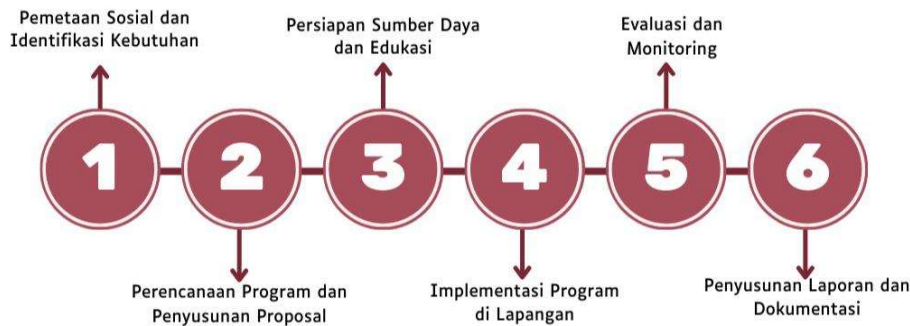 Pemetaan Sosial dan
Identifikasi Kebutuhan
1
Perencanaan Program dan
Penyusunan Proposal
2
Persiapan Sumber Daya
dan Edukasi
3
Implementasi Program
di Lapangan
4
Evaluasi dan
Monitoring
5
Penyusunan Laporan dan
Dokumentasi
6